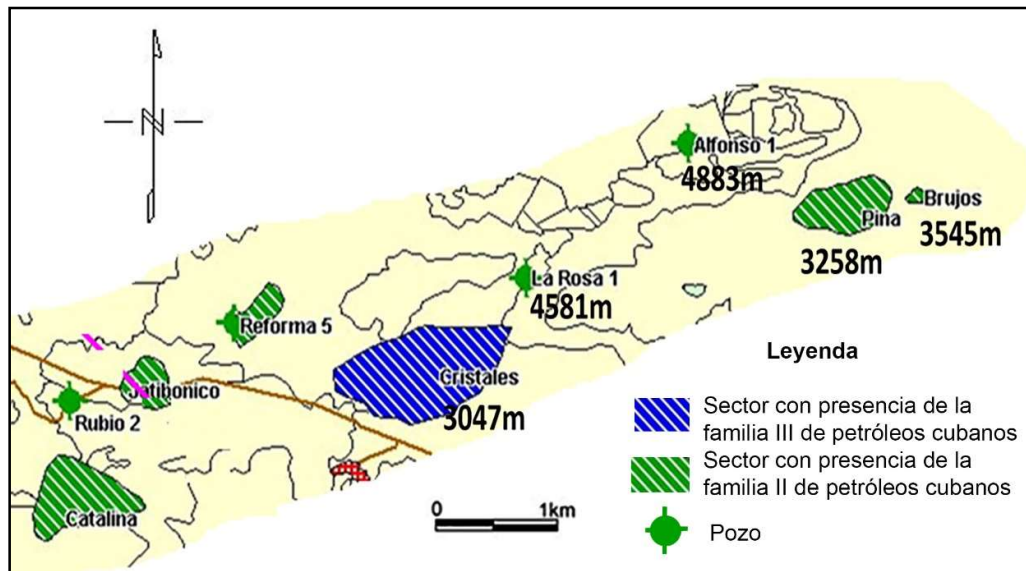 N
Alfonso 1
4883m
Brujos
Pina
3545m
3258m
La Rosa 1
4581m
Reforma 5
Cristales
3047m
Jatibonico
Rubio 2
Catalina
0 1km
Leyenda
Sector con presencia de la
familia III de petróleos cubanos
Sector con presencia de la
familia II de petróleos cubanos
Pozo